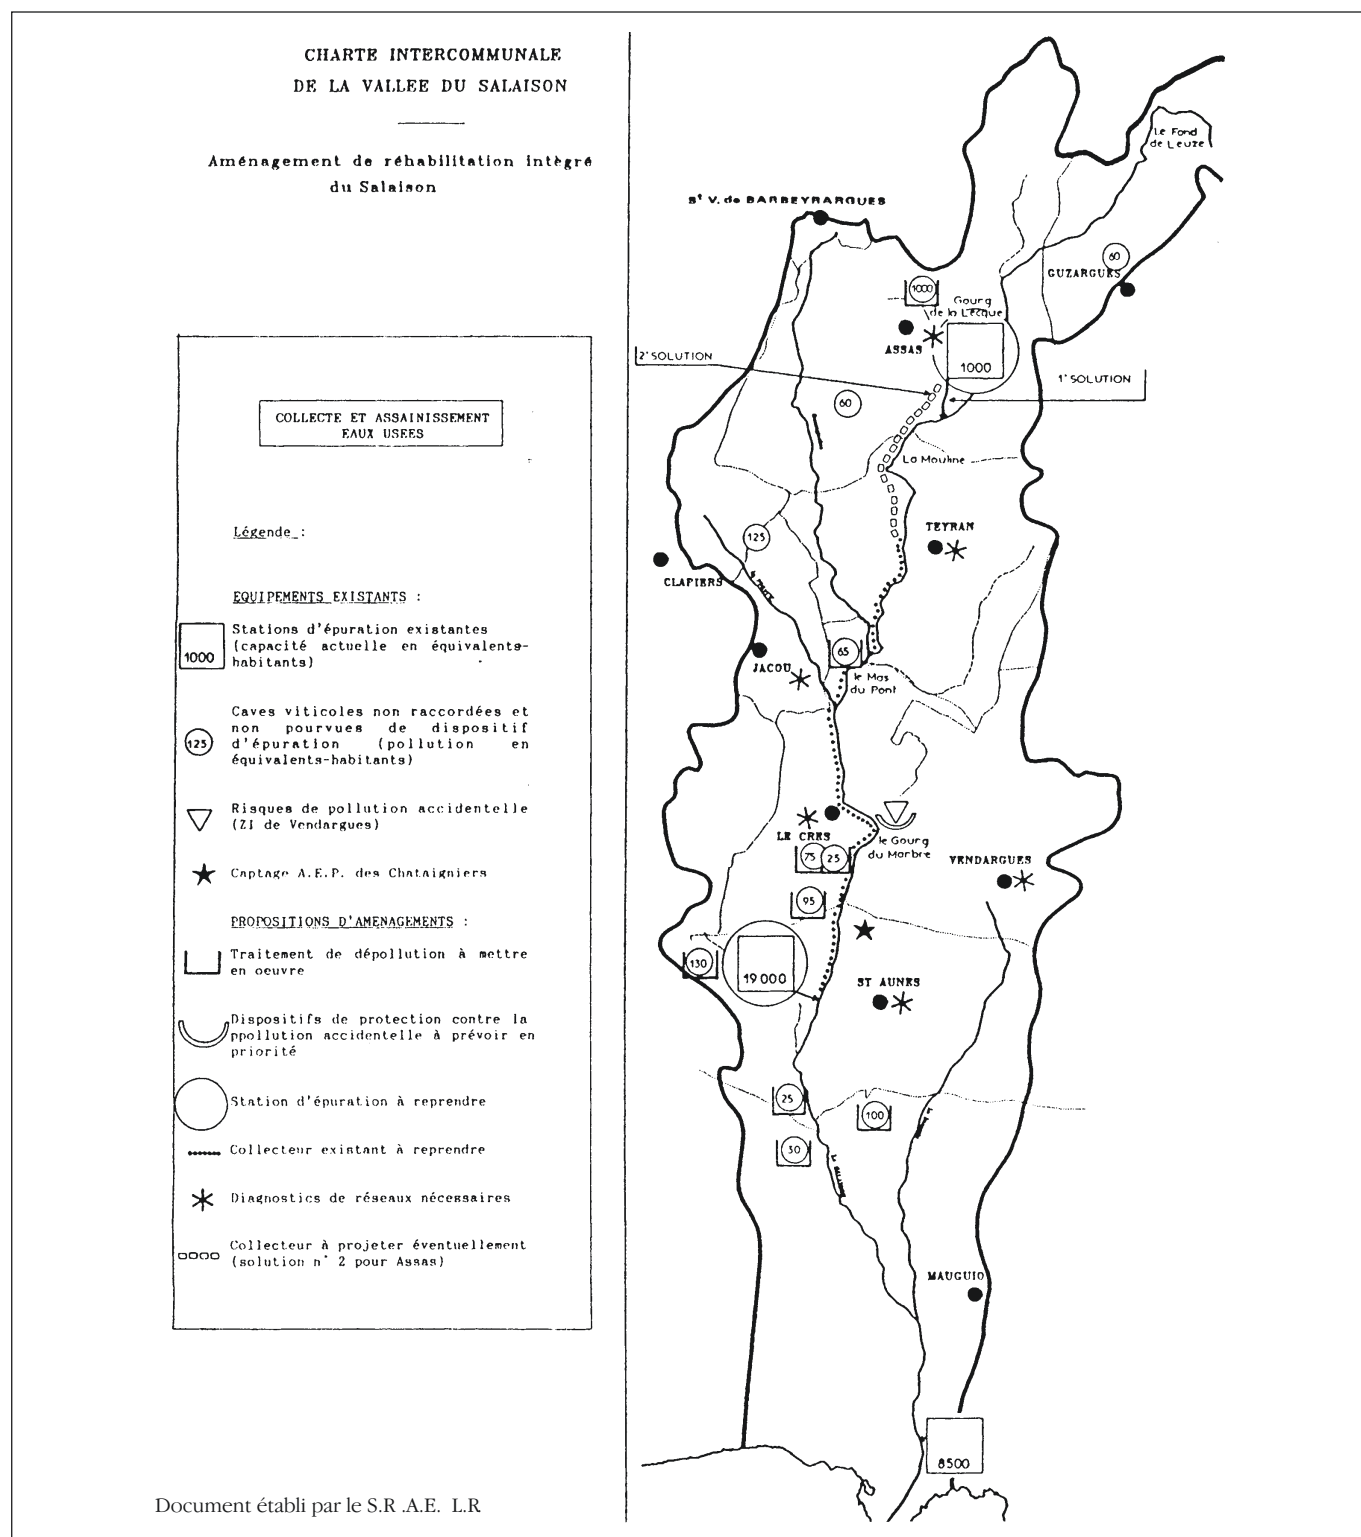 CHARTE INTERCOMMUNALE
DE LA VALLEE DU SALAISON
Aménagement de réhabilitation intègré
du Salaison
COLLECTE ET ASSAINISSEMENT
EAUX USEES
Légende :
EQUIPEMENTS EXISTANTS :
1000
Stations d'épuration existantes
(capacité actuelle en équivalents-
habitants)
125
Caves viticoles non raccordées et
non pourvues de dispositif
d'épuration (pollution en
équivalents-habitants)
Risques de pollution accidentelle
(ZI de Vendargues)
Captage A.E.P. des Chataigniers
PROPOSITIONS D'AMENAGEMENTS :
Traitement de dépollution à mettre
en oeuvre
Dispositifs de protection contre la
ppollution accidentelle à prévoir en
priorité
Station d'épuration à reprendre
Collecteur existant à reprendre
Diagnostics de réseaux nécessaires
Collecteur à projeter éventuellement
(solution n° 2 pour Assas)
Document établi par le S.R .A.E. L.R
Le Fond
de Leuze
St V. de BARBEYRARGUES
60
GUZARGUES
1000
Gourg
de la Lecque
ASSAS
1000
2° SOLUTION
1° SOLUTION
60
La Mouline
125
TEYRAN
CLAPIERS
65
JACOU
le Mas
du Pont
LE CRES
le Gourg
du Marbre
75
25
VENDARGUES
95
130
19 000
ST AUNES
25
100
30
MAUGUIO
8500